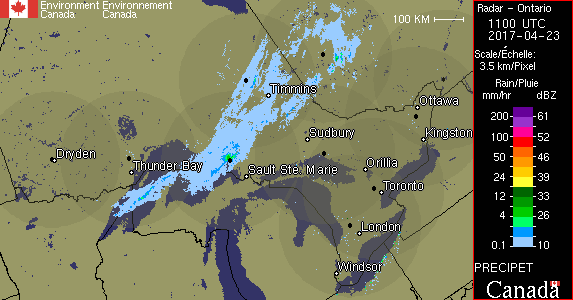 Environment Environnement
Canada Canada
100 KM
Timmins
Ottawa
Sudbury
Kingston
Dryden
Thunder Bay
Sault Ste. Marie
Orillia
Toronto
London
Windsor
Radar - Ontario
1100 UTC
2017-04-23
Scale/Échelle:
3.5 km/Pixel
Rain/Pluie
mm/hr dBZ
200 61
100 52
50 46
24 39
12 33
4 26
2 20
0.1 10
PRECIPET
Canada